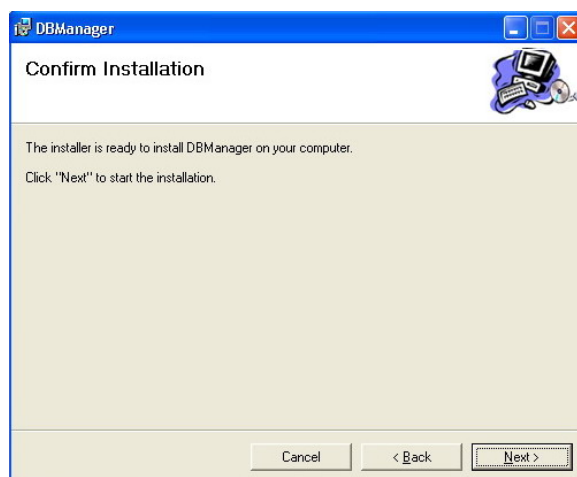 DBManager
Confirm Installation
The installer is ready to install DBManager on your computer.
Click "Next" to start the installation.
Cancel
< Back
Next >